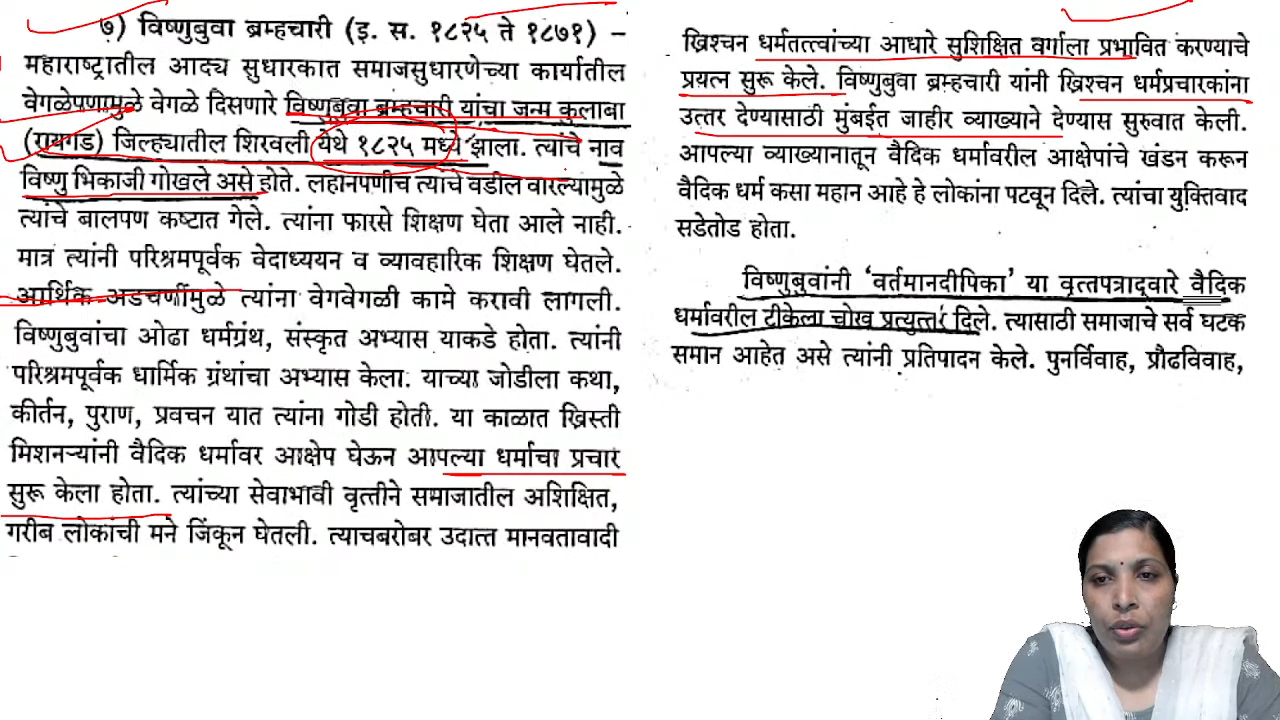 ७) विष्णुबुवा ब्रम्हचारी (इ. स. १८२५ ते १८७१) –
महाराष्ट्रातील आद्य सुधारकात समाजसुधारणेच्या कार्यातील
वेगळेपणामुळे वेगळे दिसणारे विष्णुबुवा ब्रम्हचारी यांचा जन्म कुलाबा
(रायगड) जिल्ह्यातील शिरवली येथे १८२५ मध्ये झाला. त्यांचे नाव
विष्णु भिकाजी गोखले असे होते. लहानपणीच त्यांचे वडील वारल्यामुळे
त्यांचे बालपण कष्टात गेले. त्यांना फारसे शिक्षण घेता आले नाही.
मात्र त्यांनी परिश्रमपूर्वक वेदाध्ययन व व्यावहारिक शिक्षण घेतले.
आर्थिक अडचणींमुळे त्यांना वेगवेगळी कामे करावी लागली.
विष्णुबुवांचा ओढा धर्मग्रंथ, संस्कृत अभ्यास याकडे होता. त्यांनी
परिश्रमपूर्वक धार्मिक ग्रंथांचा अभ्यास केला. याच्या जोडीला कथा,
कीर्तन, पुराण, प्रवचन यात त्यांना गोडी होती. या काळात ख्रिस्ती
मिशनऱ्यांनी वैदिक धर्मावर आक्षेप घेऊन आपल्या धर्माचा प्रचार
सुरू केला होता. त्यांच्या सेवाभावी वृत्तीने समाजातील अशिक्षित,
गरीब लोकांची मने जिंकून घेतली. त्याचबरोबर उदात्त मानवतावादी
ख्रिश्चन धर्मतत्त्वांच्या आधारे सुशिक्षित वर्गाला प्रभावित करण्याचे
प्रयत्न सुरू केले. विष्णुबुवा ब्रम्हचारी यांनी ख्रिश्चन धर्मप्रचारकांना
उत्तर देण्यासाठी मुंबईत जाहीर व्याख्याने देण्यास सुरुवात केली.
आपल्या व्याख्यानातून वैदिक धर्मावरील आक्षेपांचे खंडन करून
वैदिक धर्म कसा महान आहे हे लोकांना पटवून दिले. त्यांचा युक्तिवाद
सडेतोड होता.
विष्णुबुवांनी ‘वर्तमानदीपिका’ या वृत्तपत्राद्वारे वैदिक
धर्मावरील टीकेला चोख प्रत्युत्तर दिले. त्यासाठी समाजाचे सर्व घटक
समान आहेत असे त्यांनी प्रतिपादन केले. पुनर्विवाह, प्रौढविवाह,